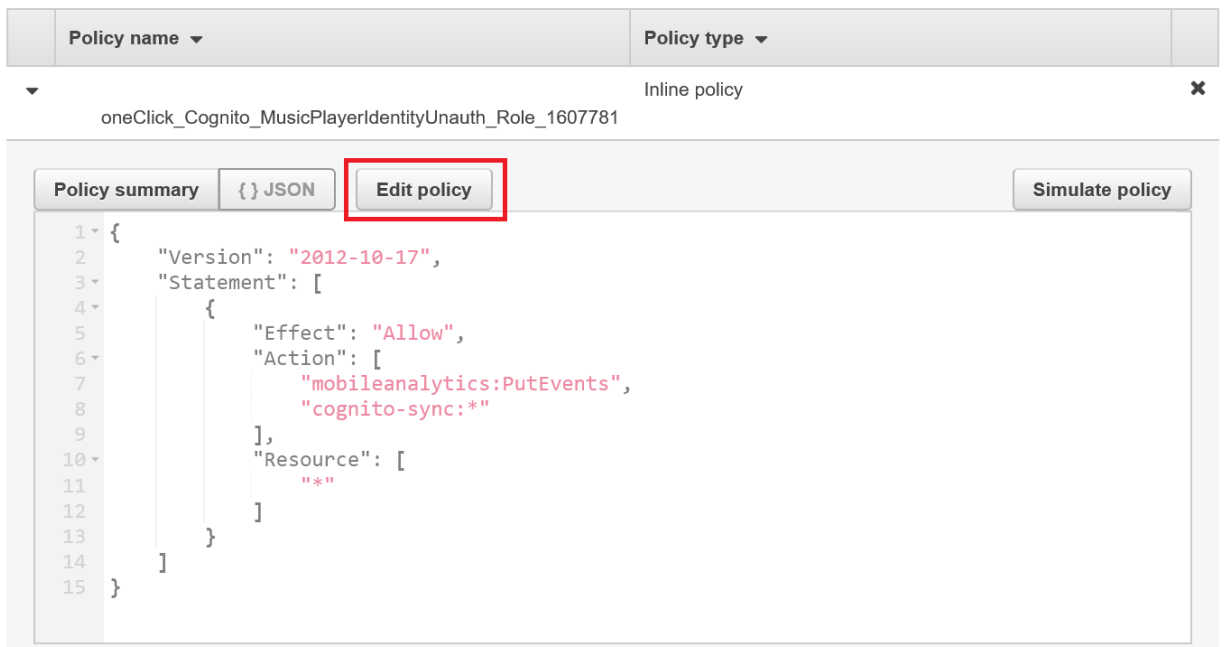 Policy name Policy type
Inline policy
oneClick_Cognito_MusicPlayerIdentityUnauth_Role_1607781
Policy summary { } JSON Edit policy Simulate policy
1 {
2     "Version": "2012-10-17",
3     "Statement": [
4         {
5             "Effect": "Allow",
6             "Action": [
7                 "mobileanalytics:PutEvents",
8                 "cognito-sync:*"
9             ],
10             "Resource": [
11                 "*"
12             ]
13         }
14     ]
15 }